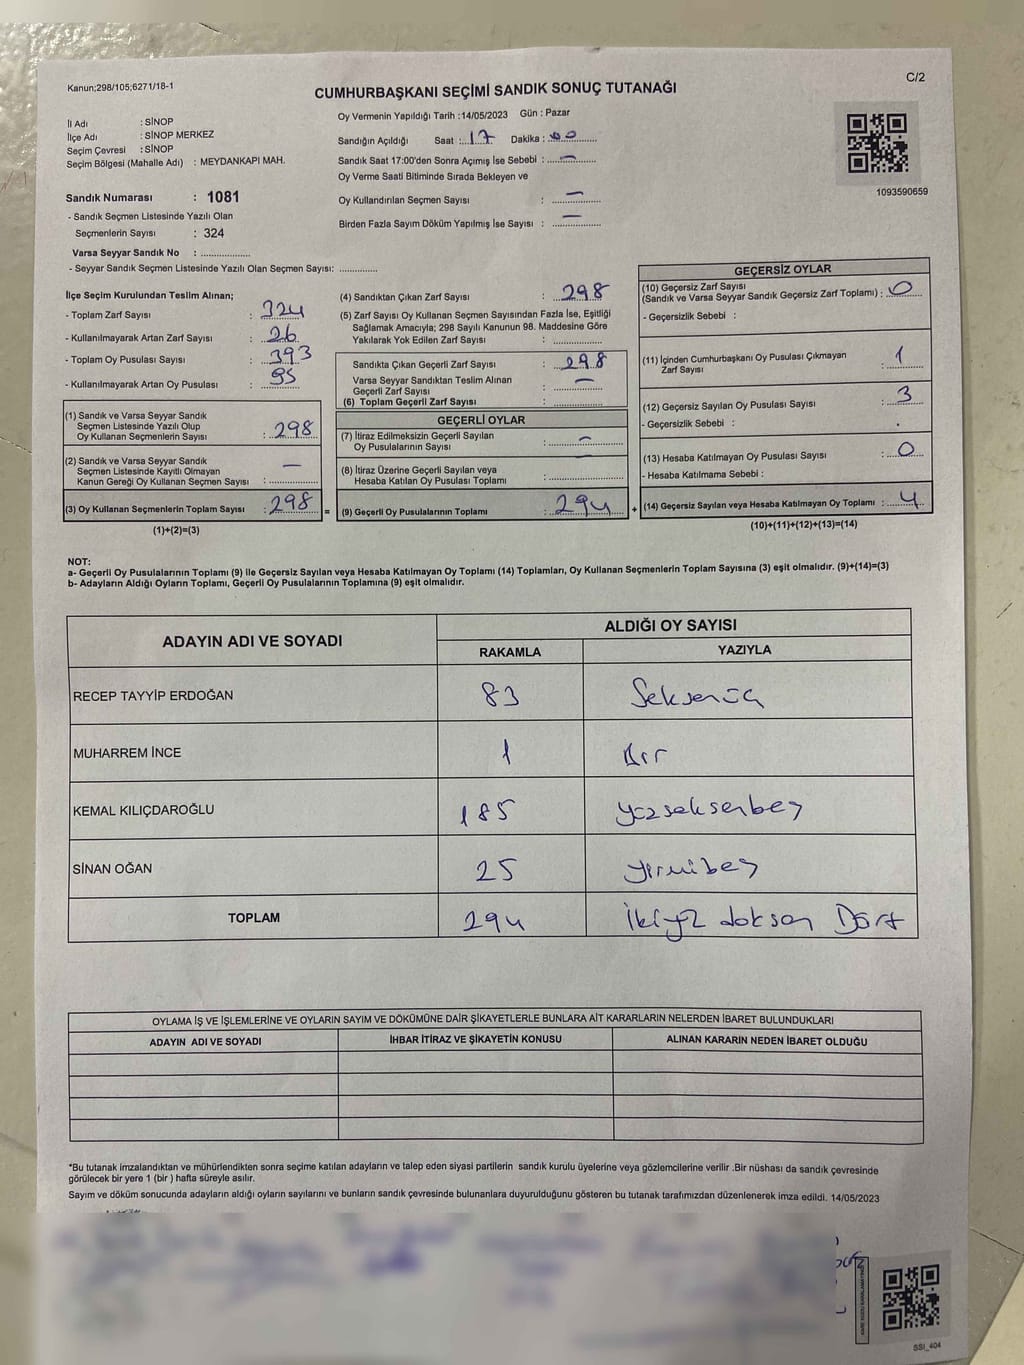 Kanun;298/105;6271/18-1
C/2
CUMHURBAŞKANI SEÇİMİ SANDIK SONUÇ TUTANAĞI
İl Adı : SİNOP
İlçe Adı : SİNOP MERKEZ
Seçim Çevresi : SİNOP
Seçim Bölgesi (Mahalle Adı) : MEYDANKAPI MAH.
Sandık Numarası : 1081
- Sandık Seçmen Listesinde Yazılı Olan
Seçmenlerin Sayısı : 324
Varsa Seyyar Sandık No : ..................
- Seyyar Sandık Seçmen Listesinde Yazılı Olan Seçmen Sayısı: ..............
Oy Vermenin Yapıldığı Tarih :14/05/2023 Gün : Pazar
Sandığın Açıldığı Saat : 17 Dakika : 00
Sandık Saat 17:00'den Sonra Açımış İse Sebebi : —
Oy Verme Saati Bitiminde Sırada Bekleyen ve
Oy Kullandırılan Seçmen Sayısı : —
Birden Fazla Sayım Döküm Yapılmış İse Sayısı : —
1093590659
İlçe Seçim Kurulundan Teslim Alınan;
- Toplam Zarf Sayısı : 324
- Kullanılmayarak Artan Zarf Sayısı : 26
- Toplam Oy Pusulası Sayısı : 393
- Kullanılmayarak Artan Oy Pusulası : 95
(1) Sandık ve Varsa Seyyar Sandık
Seçmen Listesinde Yazılı Olup
Oy Kullanan Seçmenlerin Sayısı : 298
(2) Sandık ve Varsa Seyyar Sandık
Seçmen Listesinde Kayıtlı Olmayan
Kanun Gereği Oy Kullanan Seçmen Sayısı : —
(3) Oy Kullanan Seçmenlerin Toplam Sayısı : 298 =
(1)+(2)=(3)
(4) Sandıktan Çıkan Zarf Sayısı : 298
(5) Zarf Sayısı Oy Kullanan Seçmen Sayısından Fazla İse, Eşitliği
Sağlamak Amacıyla; 298 Sayılı Kanunun 98. Maddesine Göre
Yakılarak Yok Edilen Zarf Sayısı : ..................
Sandıkta Çıkan Geçerli Zarf Sayısı : 298
Varsa Seyyar Sandıktan Teslim Alınan
Geçerli Zarf Sayısı : —
(6) Toplam Geçerli Zarf Sayısı : ..................
GEÇERLİ OYLAR
(7) İtiraz Edilmeksizin Geçerli Sayılan
Oy Pusulalarının Sayısı : —
(8) İtiraz Üzerine Geçerli Sayılan veya
Hesaba Katılan Oy Pusulası Toplamı : ..................
(9) Geçerli Oy Pusulalarının Toplamı : 294 +
GEÇERSİZ OYLAR
(10) Geçersiz Zarf Sayısı
(Sandık ve Varsa Seyyar Sandık Geçersiz Zarf Toplamı) : 0
- Geçersizlik Sebebi :
(11) İçinden Cumhurbaşkanı Oy Pusulası Çıkmayan
Zarf Sayısı : 1
(12) Geçersiz Sayılan Oy Pusulası Sayısı : 3
- Geçersizlik Sebebi :
(13) Hesaba Katılmayan Oy Pusulası Sayısı : 0
- Hesaba Katılmama Sebebi :
(14) Geçersiz Sayılan veya Hesaba Katılmayan Oy Toplamı : 4
(10)+(11)+(12)+(13)=(14)
NOT:
a- Geçerli Oy Pusulalarının Toplamı (9) ile Geçersiz Sayılan veya Hesaba Katılmayan Oy Toplamı (14) Toplamları, Oy Kullanan Seçmenlerin Toplam Sayısına (3) eşit olmalıdır. (9)+(14)=(3)
b- Adayların Aldığı Oyların Toplamı, Geçerli Oy Pusulalarının Toplamına (9) eşit olmalıdır.
ADAYIN ADI VE SOYADI ALDIĞI OY SAYISI
RAKAMLA YAZIYLA
RECEP TAYYİP ERDOĞAN 83 Seksenüç
MUHARREM İNCE 1 Bir
KEMAL KILIÇDAROĞLU 185 yüzseksenbeş
SİNAN OĞAN 25 yirmibeş
TOPLAM 294 İkiyüz doksan Dört
OYLAMA İŞ VE İŞLEMLERİNE VE OYLARIN SAYIM VE DÖKÜMÜNE DAİR ŞİKAYETLERLE BUNLARA AİT KARARLARIN NELERDEN İBARET BULUNDUKLARI
ADAYIN ADI VE SOYADI İHBAR İTİRAZ VE ŞİKAYETİN KONUSU ALINAN KARARIN NEDEN İBARET OLDUĞU
*Bu tutanak imzalandıktan ve mühürlendikten sonra seçime katılan adayların ve talep eden siyasi partilerin sandık kurulu üyelerine veya gözlemcilerine verilir .Bir nüshası da sandık çevresinde
görülecek bir yere 1 (bir ) hafta süreyle asılır.
Sayım ve döküm sonucunda adayların aldığı oyların sayılarını ve bunların sandık çevresinde bulunanlara duyurulduğunu gösteren bu tutanak tarafımızdan düzenlenerek imza edildi. 14/05/2023
SSI_404